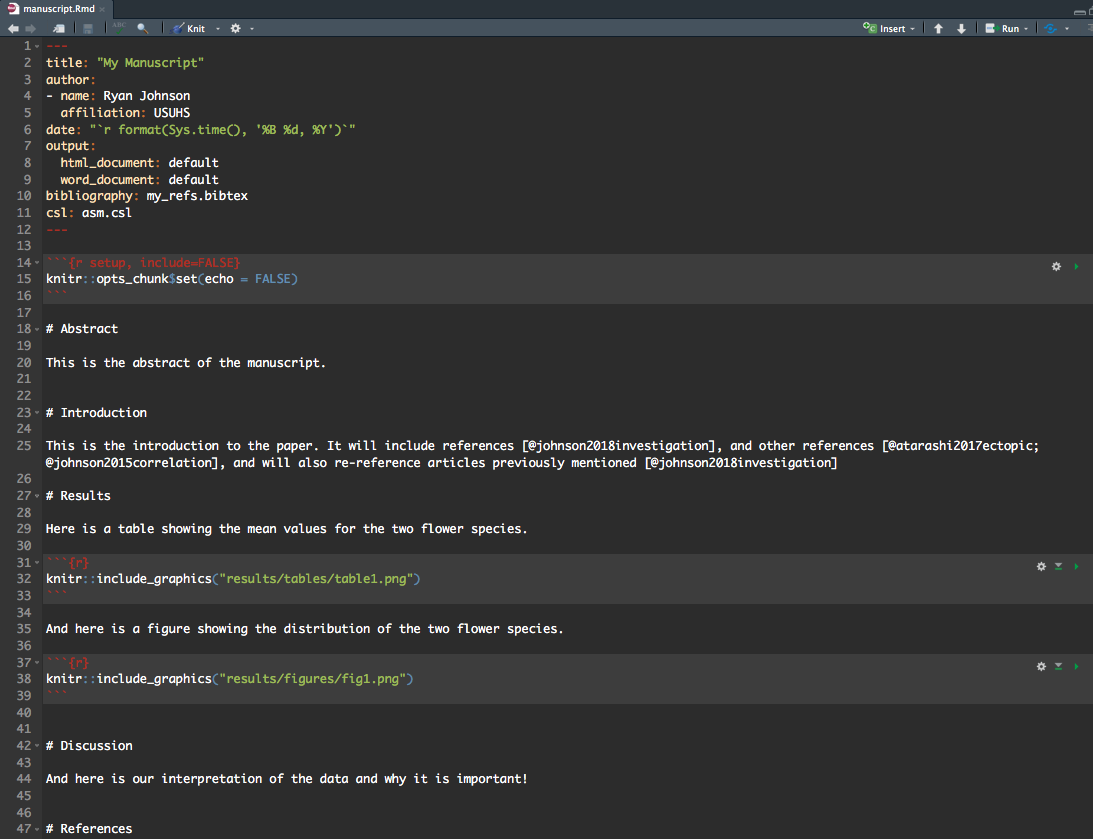 manuscript.Rmd
ABC Knit Insert Run
1 ---
2 title: "My Manuscript"
3 author:
4 - name: Ryan Johnson
5   affiliation: USUHS
6 date: "`r format(Sys.time(), '%B %d, %Y')`"
7 output:
8   html_document: default
9   word_document: default
10 bibliography: my_refs.bibtex
11 csl: asm.csl
12 ---
13
14 ```{r setup, include=FALSE}
15 knitr::opts_chunk$set(echo = FALSE)
16 ```
17
18 # Abstract
19
20 This is the abstract of the manuscript.
21
22
23 # Introduction
24
25 This is the introduction to the paper. It will include references [@johnson2018investigation], and other references [@atarashi2017ectopic;
@johnson2015correlation], and will also re-reference articles previously mentioned [@johnson2018investigation]
26
27 # Results
28
29 Here is a table showing the mean values for the two flower species.
30
31 ```{r}
32 knitr::include_graphics("results/tables/table1.png")
33 ```
34
35 And here is a figure showing the distribution of the two flower species.
36
37 ```{r}
38 knitr::include_graphics("results/figures/fig1.png")
39 ```
40
41
42 # Discussion
43
44 And here is our interpretation of the data and why it is important!
45
46
47 # References